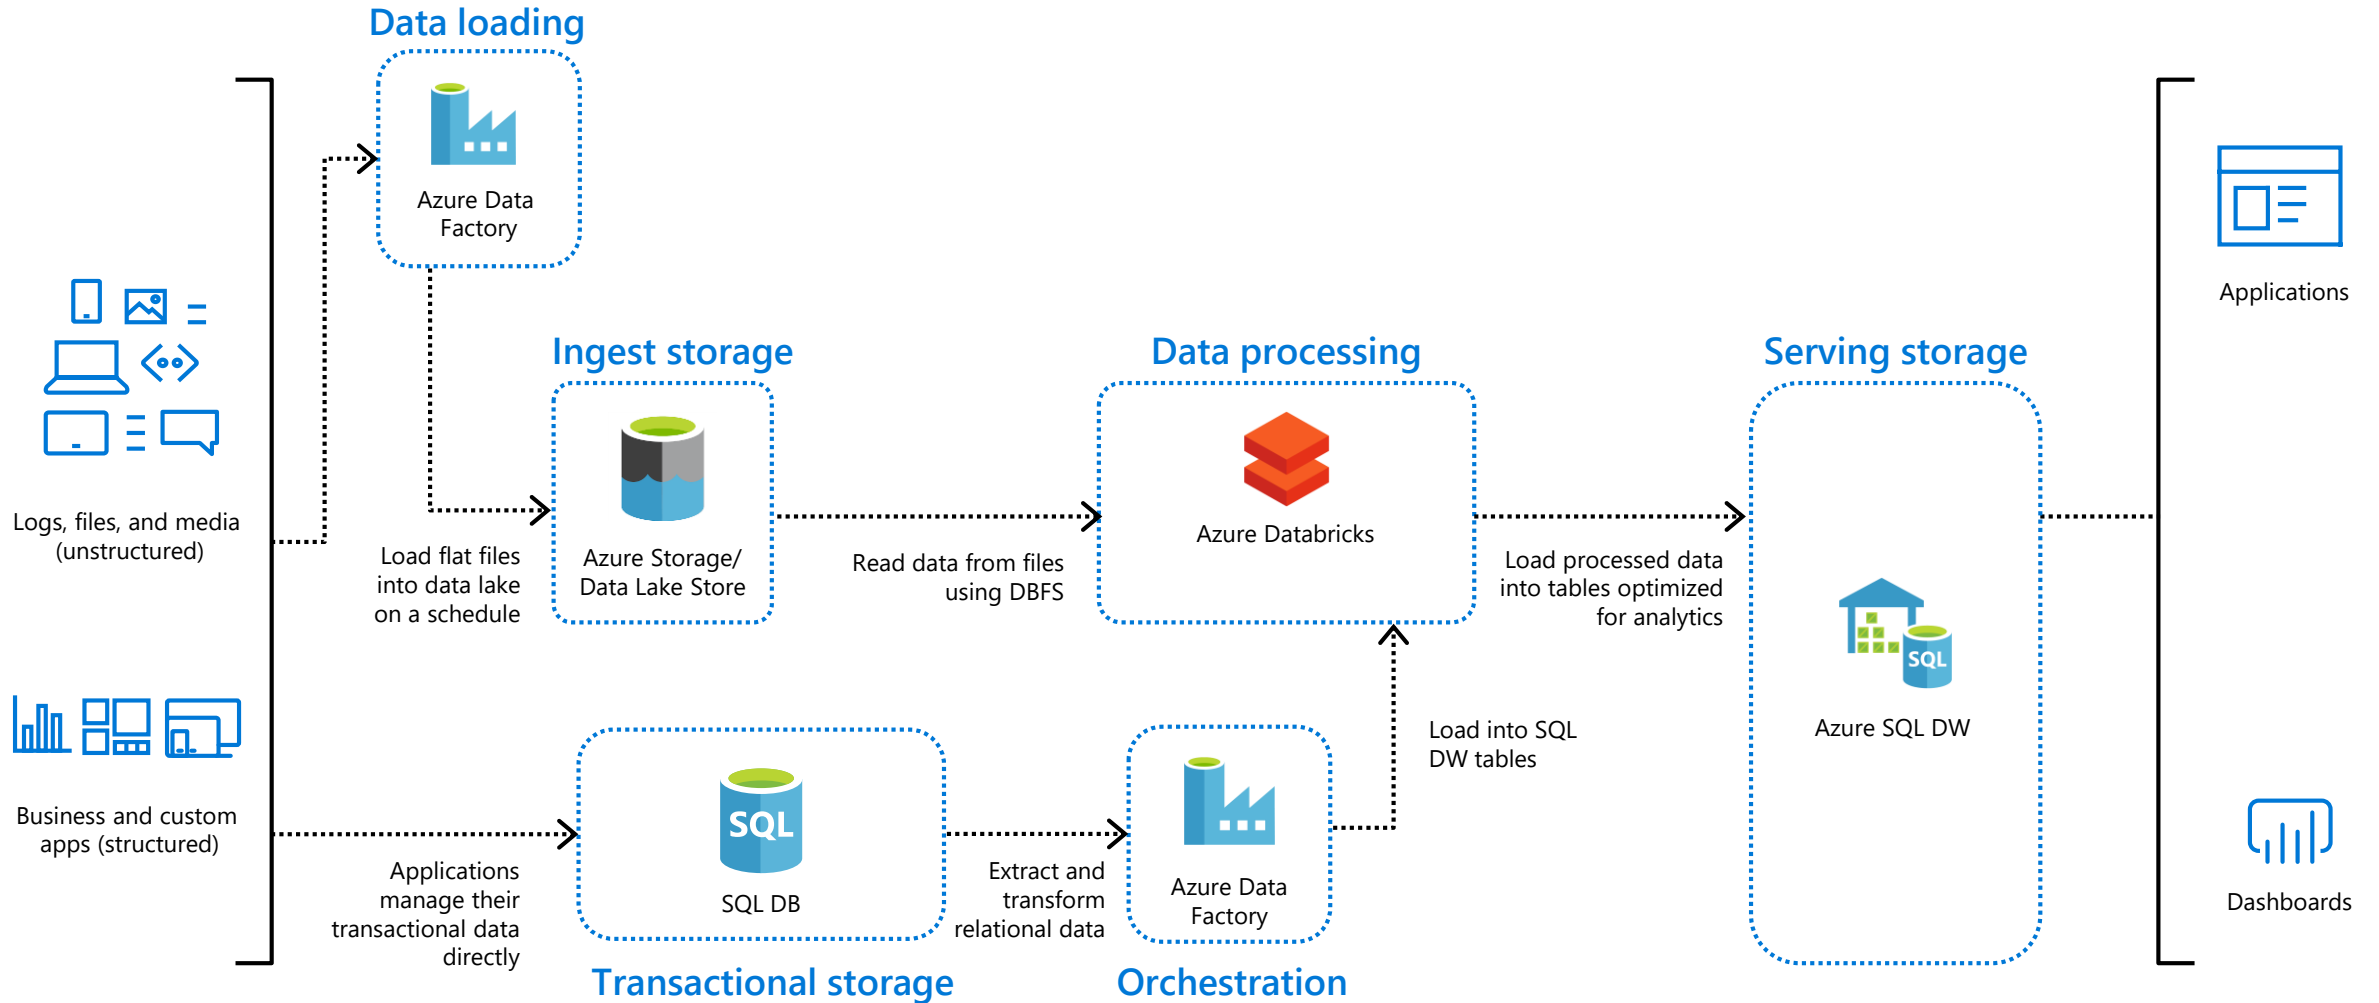 Data loading
Azure Data
Factory
Logs, files, and media
(unstructured)
Load flat files
into data lake
on a schedule
Ingest storage
Azure Storage/
Data Lake Store
Read data from files
using DBFS
Data processing
Azure Databricks
Load processed data
into tables optimized
for analytics
Serving storage
SQL
Azure SQL DW
Applications
Business and custom
apps (structured)
Applications
manage their
transactional data
directly
SQL
SQL DB
Transactional storage
Extract and
transform
relational data
Azure Data
Factory
Orchestration
Load into SQL
DW tables
Dashboards